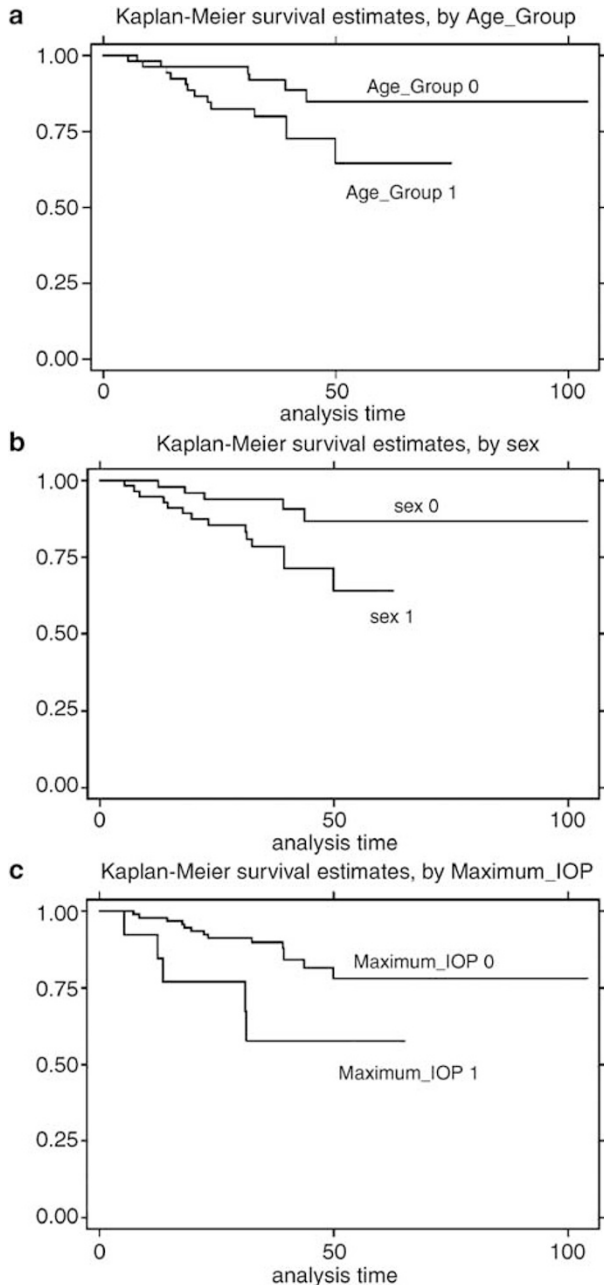 a
Kaplan-Meier survival estimates, by Age_Group
1.00
0.75
0.50
0.25
0.00
Age_Group 0
Age_Group 1
0
50
100
analysis time
b
Kaplan-Meier survival estimates, by sex
1.00
0.75
0.50
0.25
0.00
sex 0
sex 1
0
50
100
analysis time
c
Kaplan-Meier survival estimates, by Maximum_IOP
1.00
0.75
0.50
0.25
0.00
Maximum_IOP 0
Maximum_IOP 1
0
50
100
analysis time